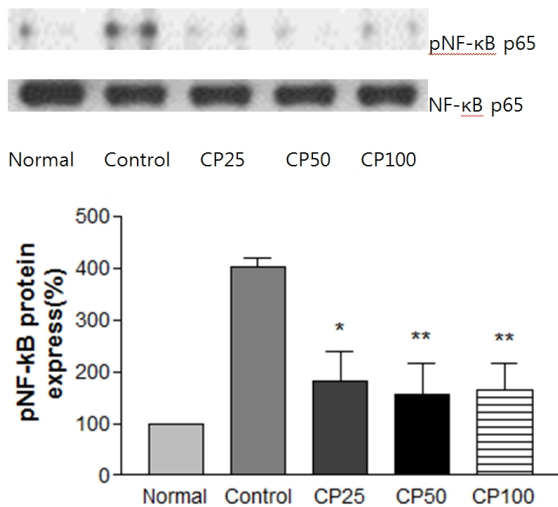 pNF-κB p65
NF-κB p65
Normal Control CP25 CP50 CP100
pNF-kB protein
express(%)
500
400
300
200
100
0
*
**
**
Normal Control CP25 CP50 CP100